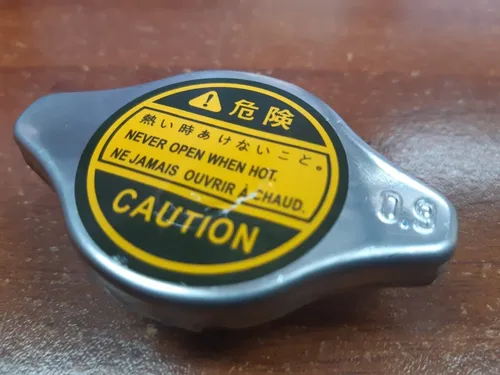 危険
熱い時あけないこと。
NEVER OPEN WHEN HOT.
NE JAMAIS OUVRIR À CHAUD.
CAUTION
0.9